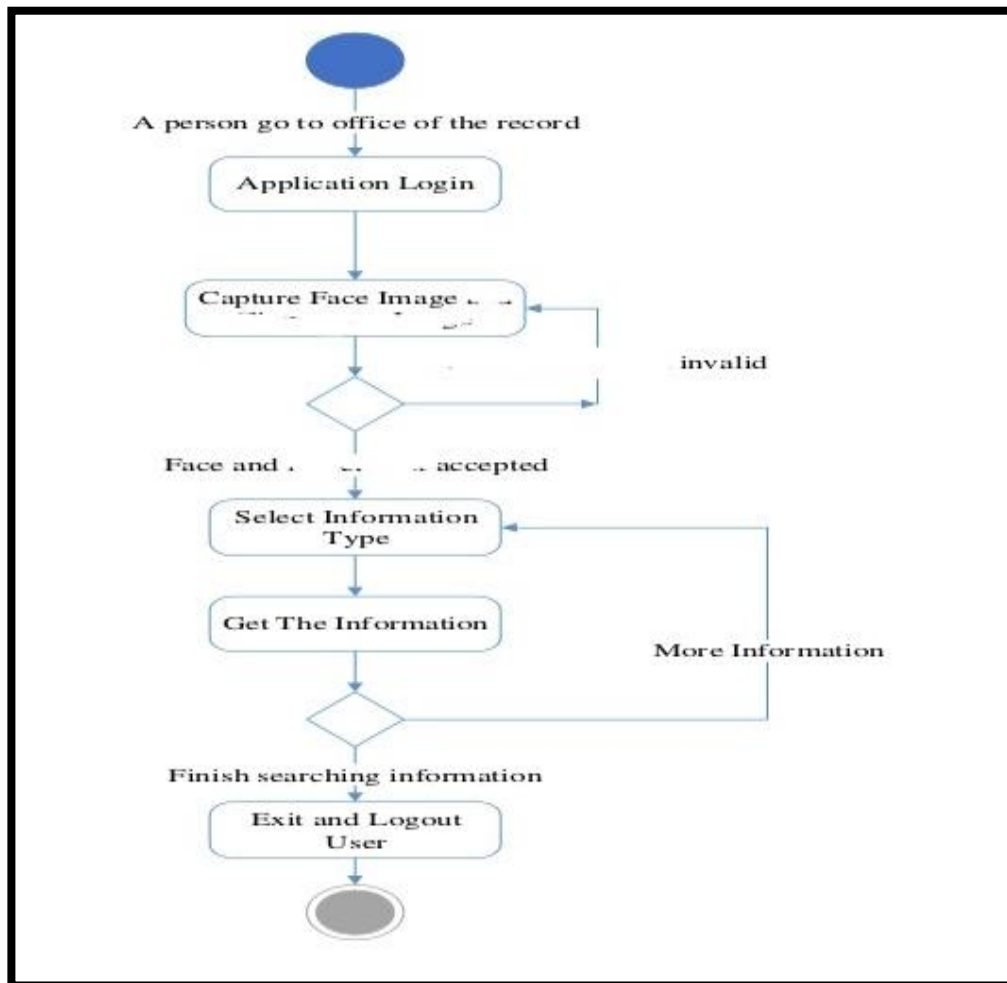 A person go to office of the record
Application Login
Capture Face Image
invalid
Face and
accepted
Select Information
Type
Get The Information
More Information
Finish searching information
Exit and Logout
User